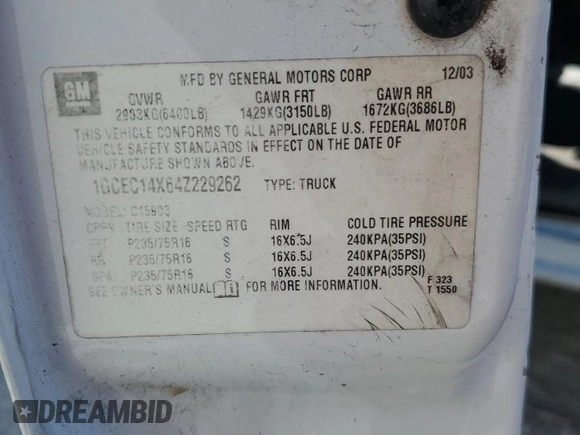 GM
MFD BY GENERAL MOTORS CORP 12/03
GVWR GAWR FRT GAWR RR
2903KG(6400LB) 1429KG(3150LB) 1672KG(3686LB)
THIS VEHICLE CONFORMS TO ALL APPLICABLE U.S. FEDERAL MOTOR
VEHICLE SAFETY STANDARDS IN EFFECT ON THE DATE OF
MANUFACTURE SHOWN ABOVE.
1GCEC14X64Z229262 TYPE: TRUCK
MODEL: C15903
TIRE SIZE SPEED RTG RIM COLD TIRE PRESSURE
FRT P235/75R16 S 16X6.5J 240KPA(35PSI)
RR P235/75R16 S 16X6.5J 240KPA(35PSI)
SPA P235/75R16 S 16X6.5J 240KPA(35PSI)
SEE OWNER'S MANUAL FOR MORE INFORMATION.
F 323
T 1550
DREAMBID